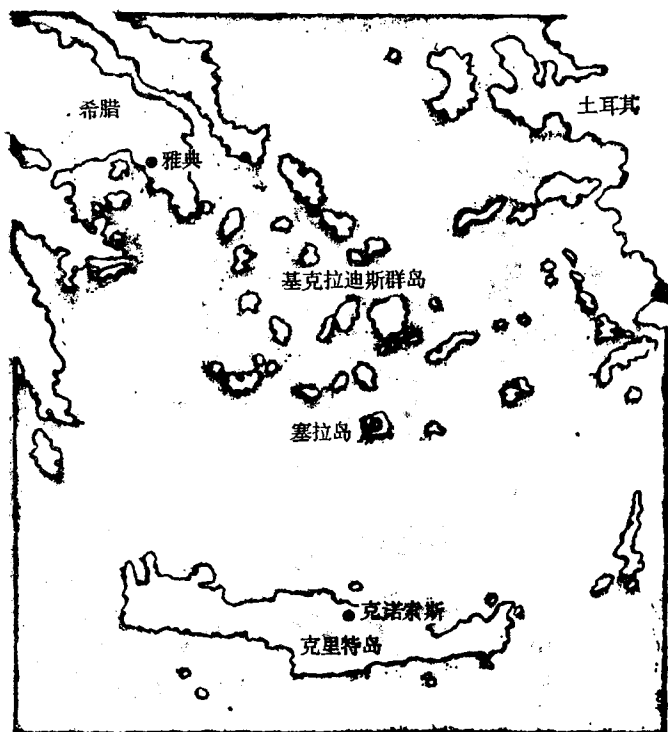 希腊
土耳其
雅典
基克拉迪斯群岛
塞拉岛
克诺索斯
克里特岛